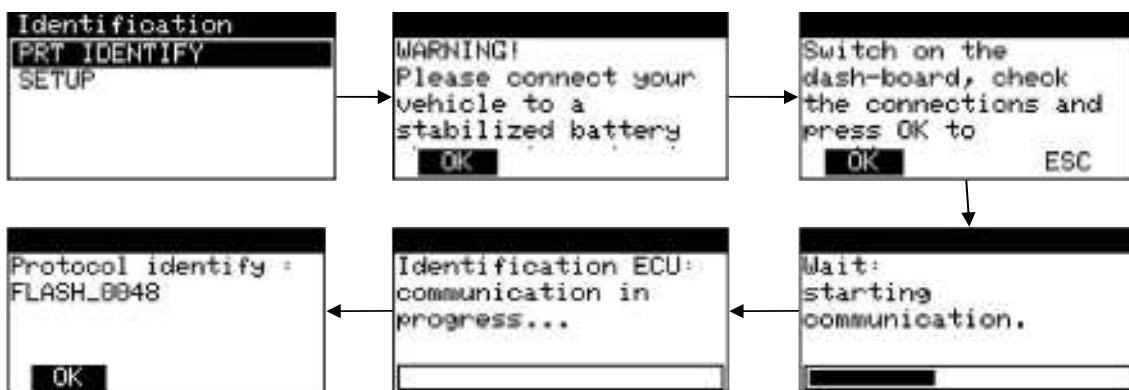 Identification
PRT IDENTIFY
SETUP
WARNING!
Please connect your
vehicle to a
stabilized battery
OK
Switch on the
dash-board, check
the connections and
press OK to
OK ESC
Wait:
starting
communication.
Identification ECU:
communication in
progress...
Protocol identify :
FLASH_0048
OK